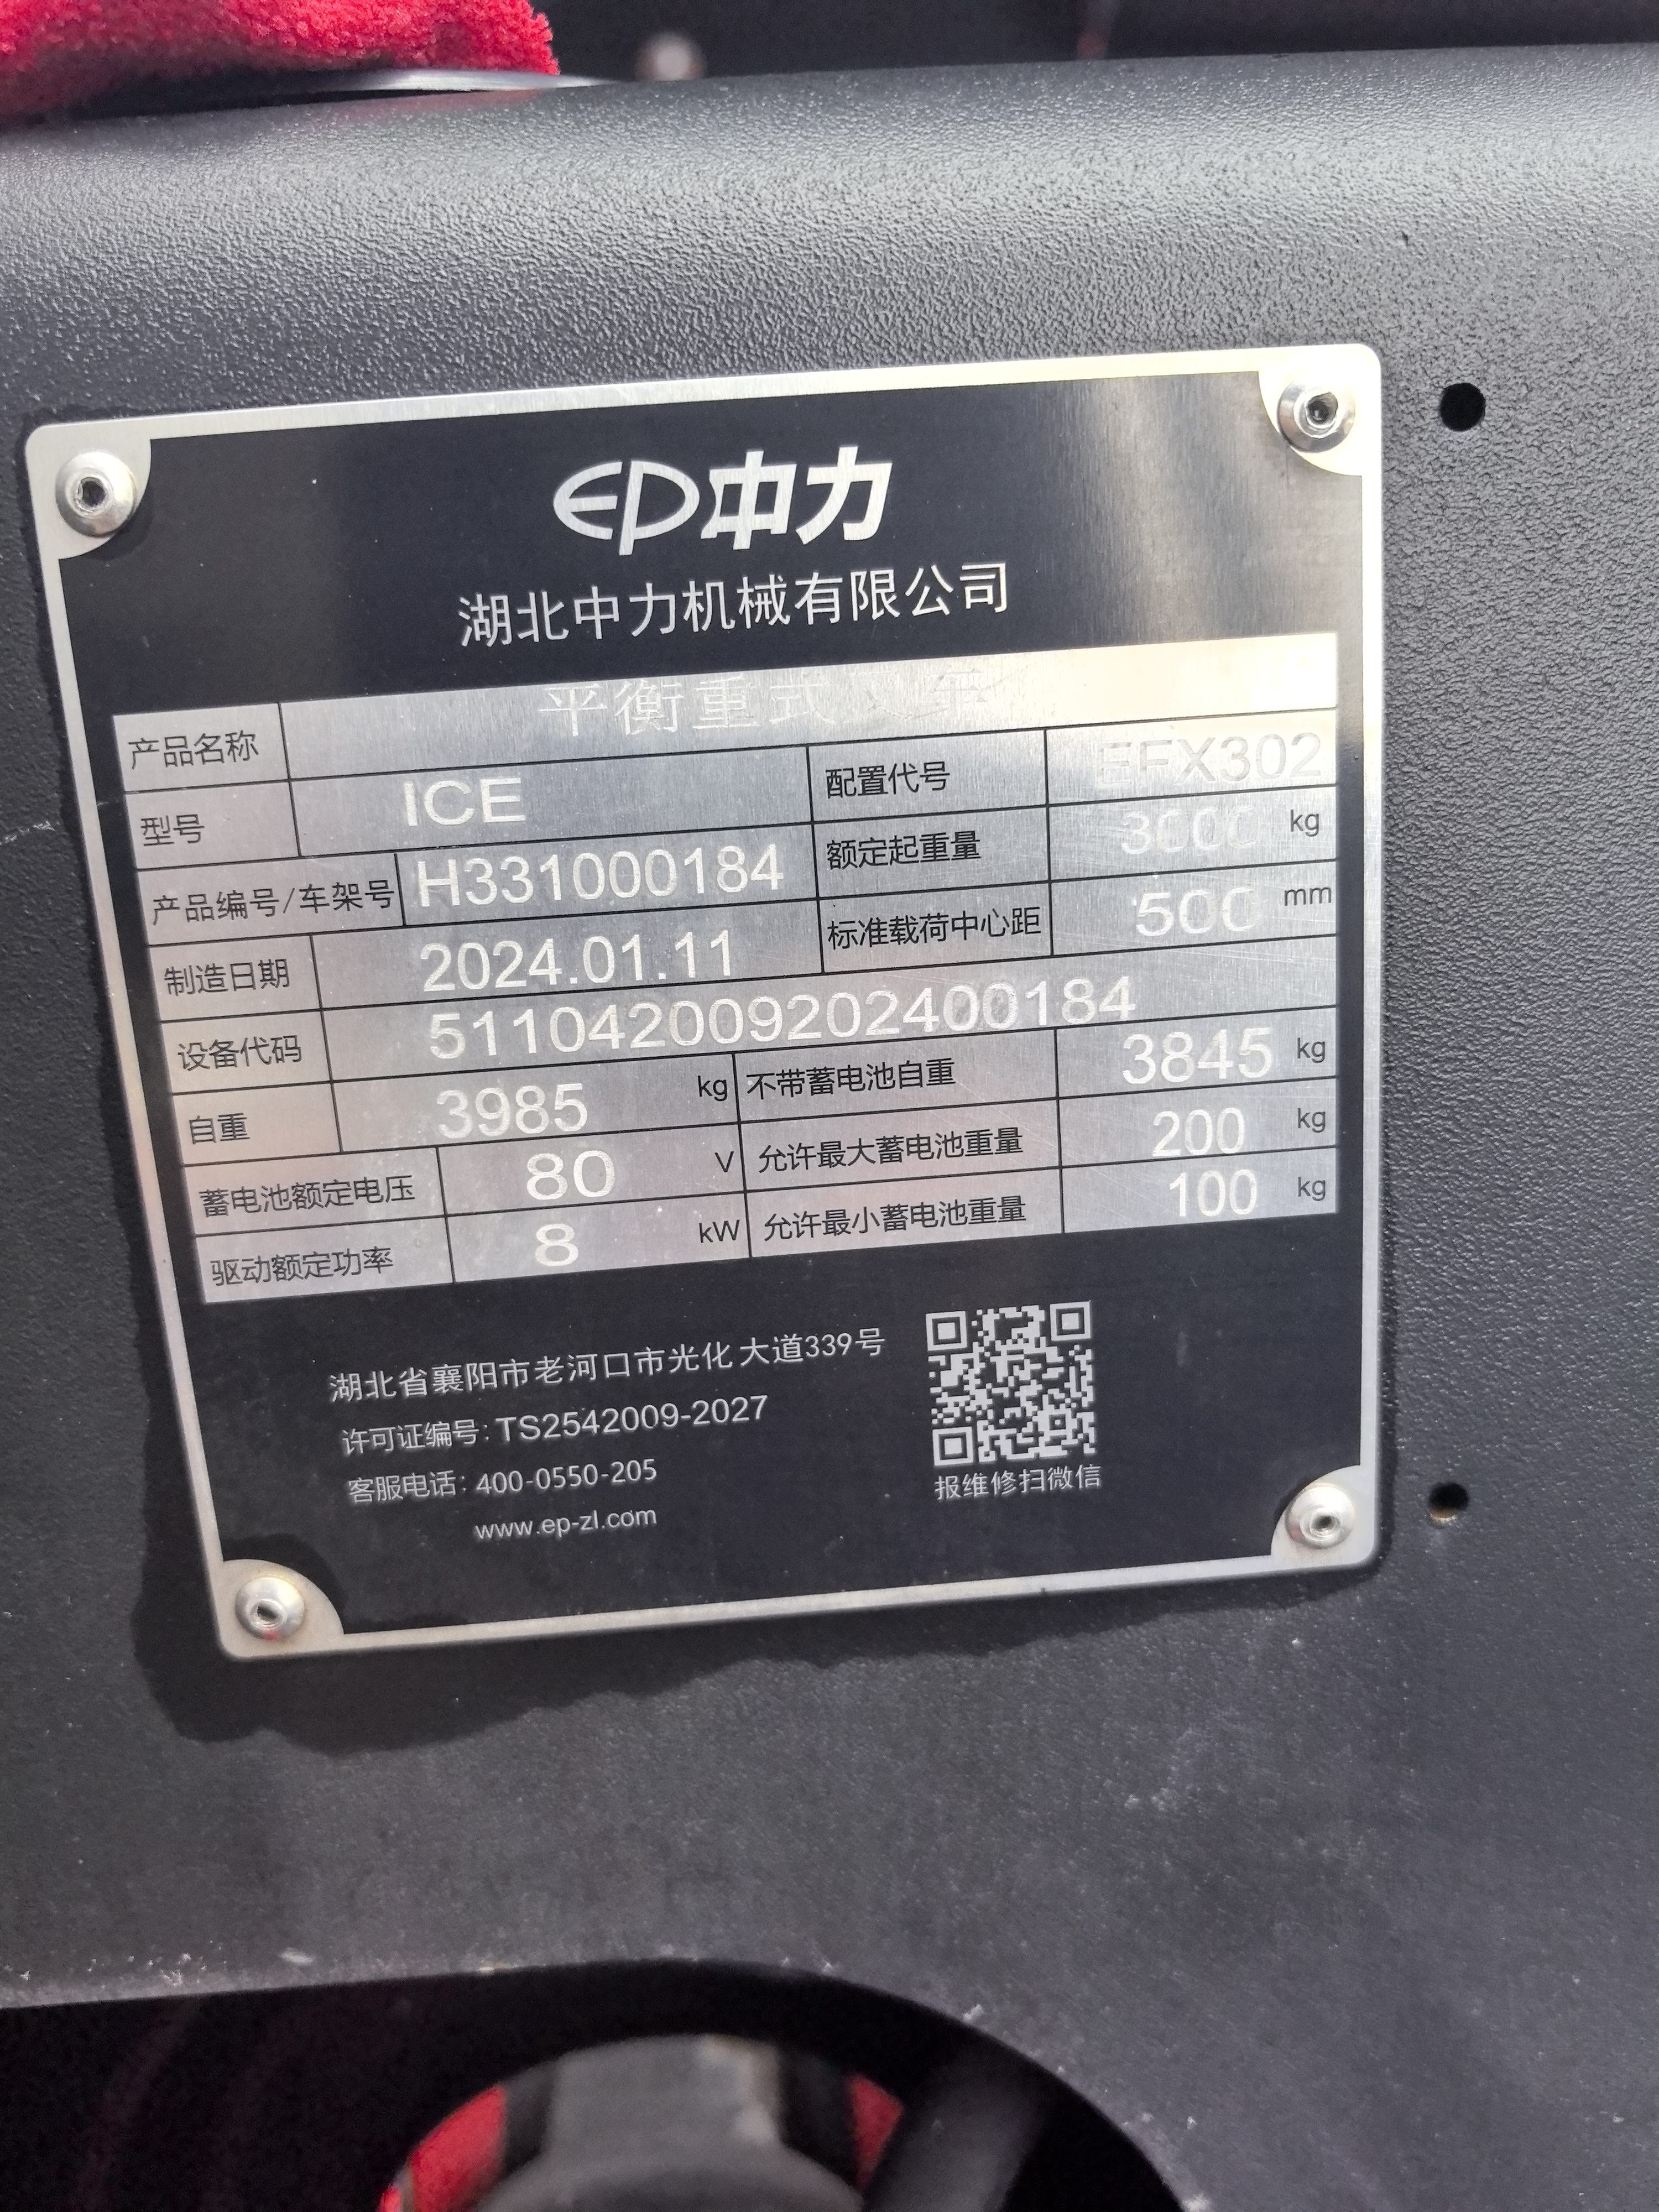 EP中力
湖北中力机械有限公司
产品名称 平衡重式叉车
型号 ICE 配置代号 EFX302
产品编号/车架号 H331000184 额定起重量 3000 kg
制造日期 2024.01.11 标准载荷中心距 500 mm
设备代码 511042009202400184
自重 3985 kg 不带蓄电池自重 3845 kg
蓄电池额定电压 80 V 允许最大蓄电池重量 200 kg
驱动额定功率 8 kW 允许最小蓄电池重量 100 kg
湖北省襄阳市老河口市光化大道339号
许可证编号: TS2542009-2027
客服电话: 400-0550-205
www.ep-zl.com
报维修扫微信